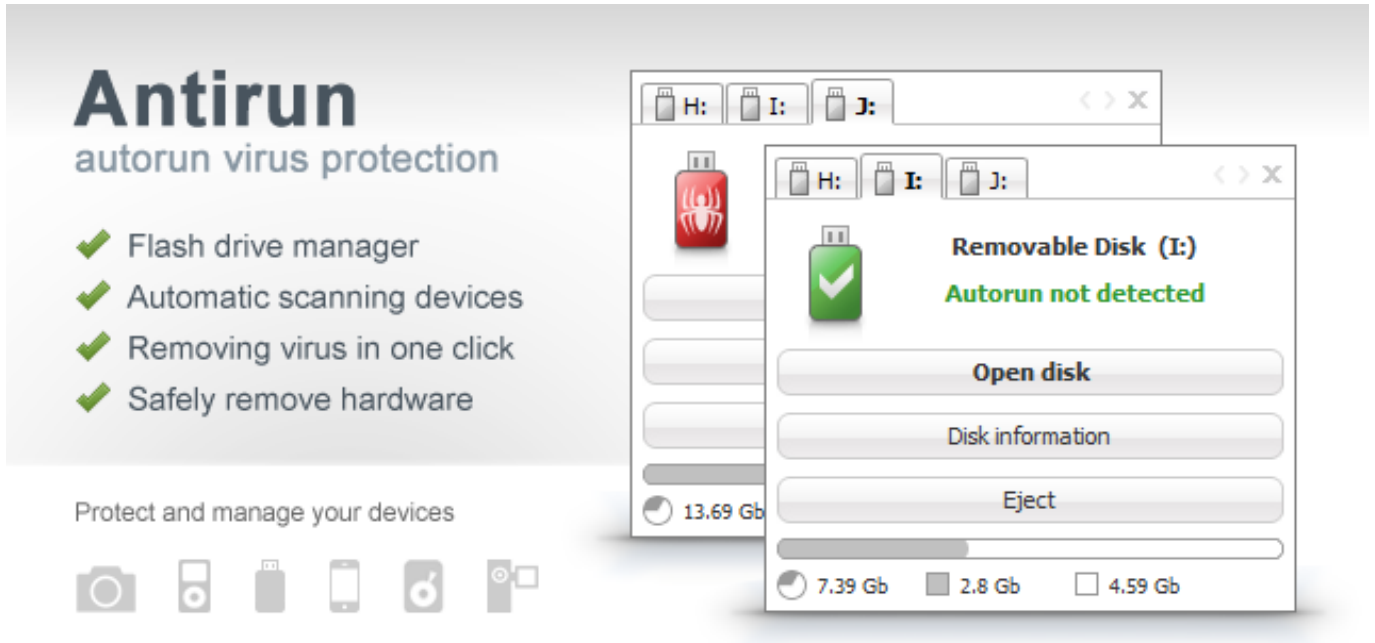 Antirun
autorun virus protection
Flash drive manager
Automatic scanning devices
Removing virus in one click
Safely remove hardware
Protect and manage your devices
H: I: J:
13.69 Gb
H: I: J:
Removable Disk (I:)
Autorun not detected
Open disk
Disk information
Eject
7.39 Gb 2.8 Gb 4.59 Gb